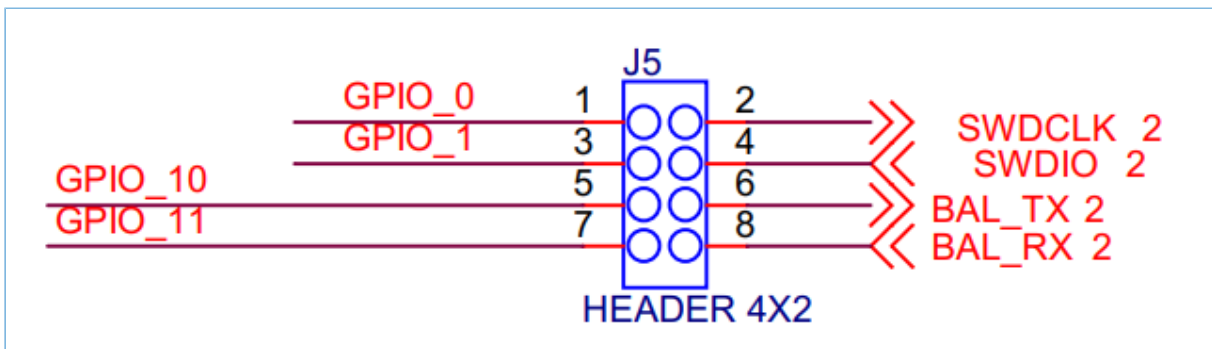 J5
GPIO_0 1 2 SWDCLK 2
GPIO_1 3 4 SWDIO 2
GPIO_10 5 6 BAL_TX 2
GPIO_11 7 8 BAL_RX 2
HEADER 4X2